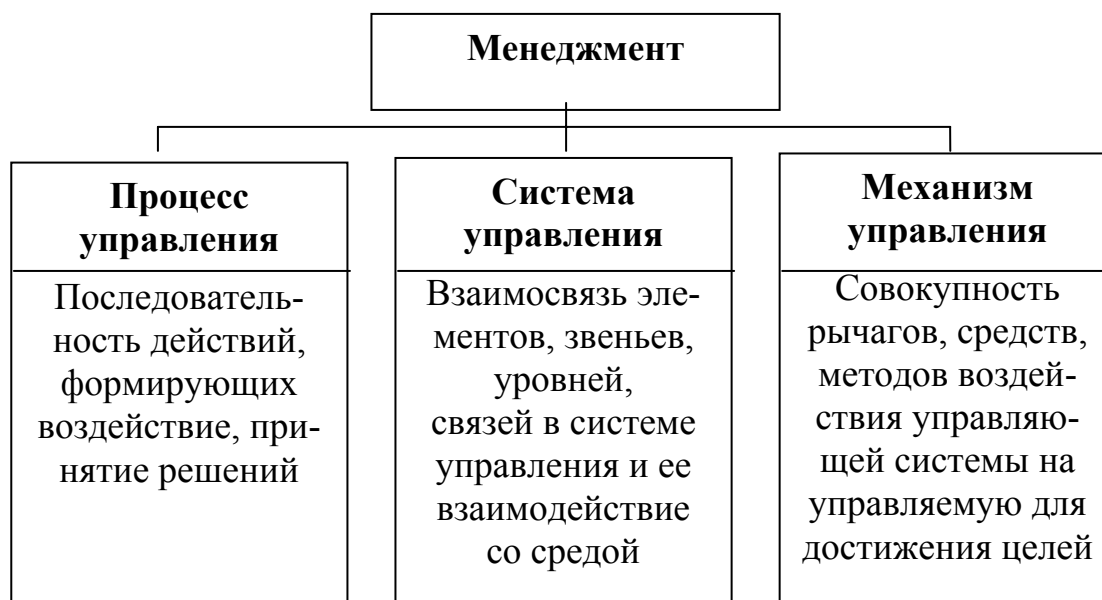 Менеджмент
Процесс
управления
Последователь-
ность действий,
формирующих
воздействие, при-
нятие решений
Система
управления
Взаимосвязь эле-
ментов, звеньев,
уровней,
связей в системе
управления и ее
взаимодействие
со средой
Механизм
управления
Совокупность
рычагов, средств,
методов воздей-
ствия управляю-
щей системы на
управляемую для
достижения целей